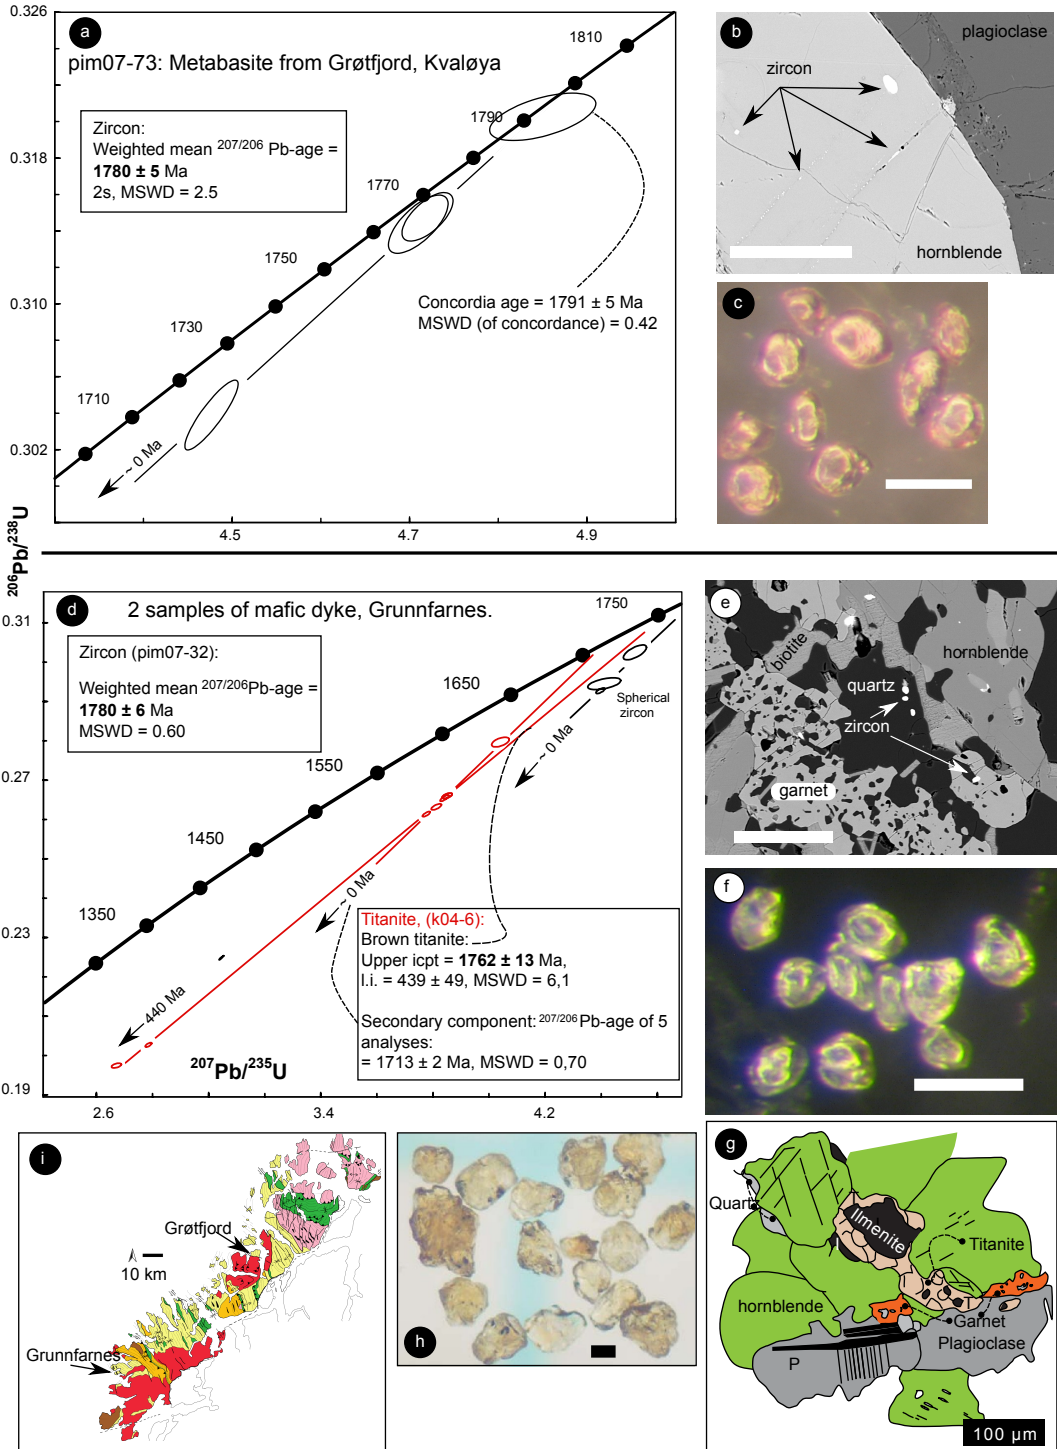 a
pim07-73: Metabasite from Grøtfjord, Kvaløya
Zircon:
Weighted mean 207/206 Pb-age =
1780 ± 5 Ma
2s, MSWD = 2.5
0.326
0.318
0.310
0.302
1810
1790
1770
1750
1730
1710
~ 0 Ma
Concordia age = 1791 ± 5 Ma
MSWD (of concordance) = 0.42
4.5
4.7
4.9
206Pb/238U
b
plagioclase
zircon
hornblende
c
d
2 samples of mafic dyke, Grunnfarnes.
Zircon (pim07-32):
Weighted mean 207/206Pb-age =
1780 ± 6 Ma
MSWD = 0.60
0.31
0.27
0.23
0.19
1750
1650
1550
1450
1350
Spherical
zircon
~ 0 Ma
~ 0 Ma
440 Ma
Titanite, (k04-6):
Brown titanite:
Upper icpt = 1762 ± 13 Ma,
l.i. = 439 ± 49, MSWD = 6,1
Secondary component: 207/206Pb-age of 5
analyses:
= 1713 ± 2 Ma, MSWD = 0,70
207Pb/235U
2.6
3.4
4.2
e
biotite
hornblende
quartz
zircon
garnet
f
i
Grøtfjord
10 km
Grunnfarnes
h
g
Quartz
Ilmenite
Titanite
hornblende
Garnet
Plagioclase
P
100 µm